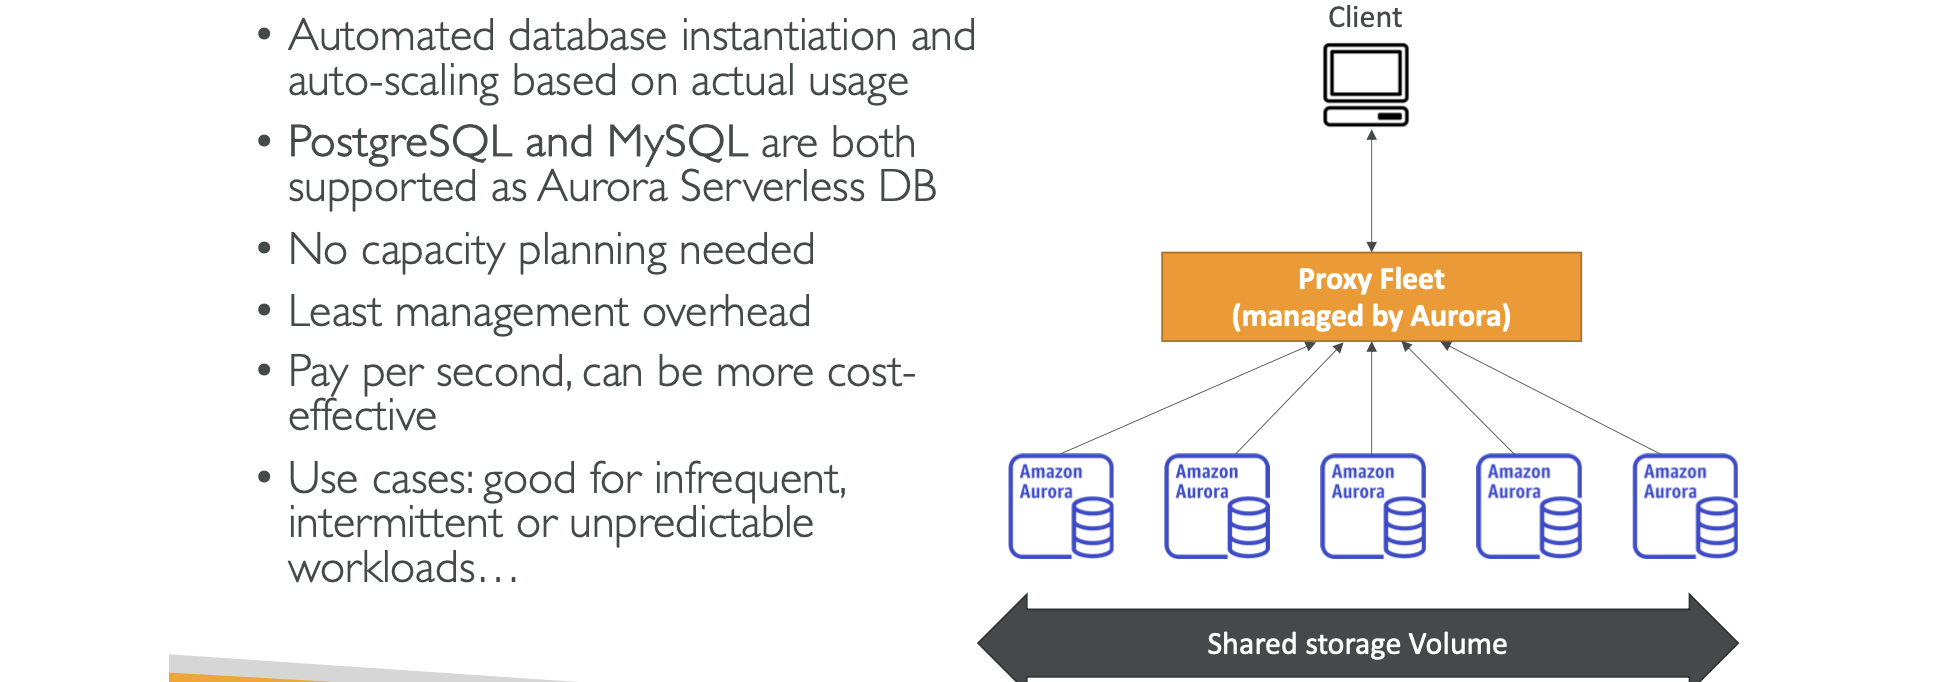 • Automated database instantiation and
auto-scaling based on actual usage
• PostgreSQL and MySQL are both
supported as Aurora Serverless DB
• No capacity planning needed
• Least management overhead
• Pay per second, can be more cost-
effective
• Use cases: good for infrequent,
intermittent or unpredictable
workloads…
Client
Proxy Fleet
(managed by Aurora)
Amazon
Aurora
Amazon
Aurora
Amazon
Aurora
Amazon
Aurora
Amazon
Aurora
Shared storage Volume